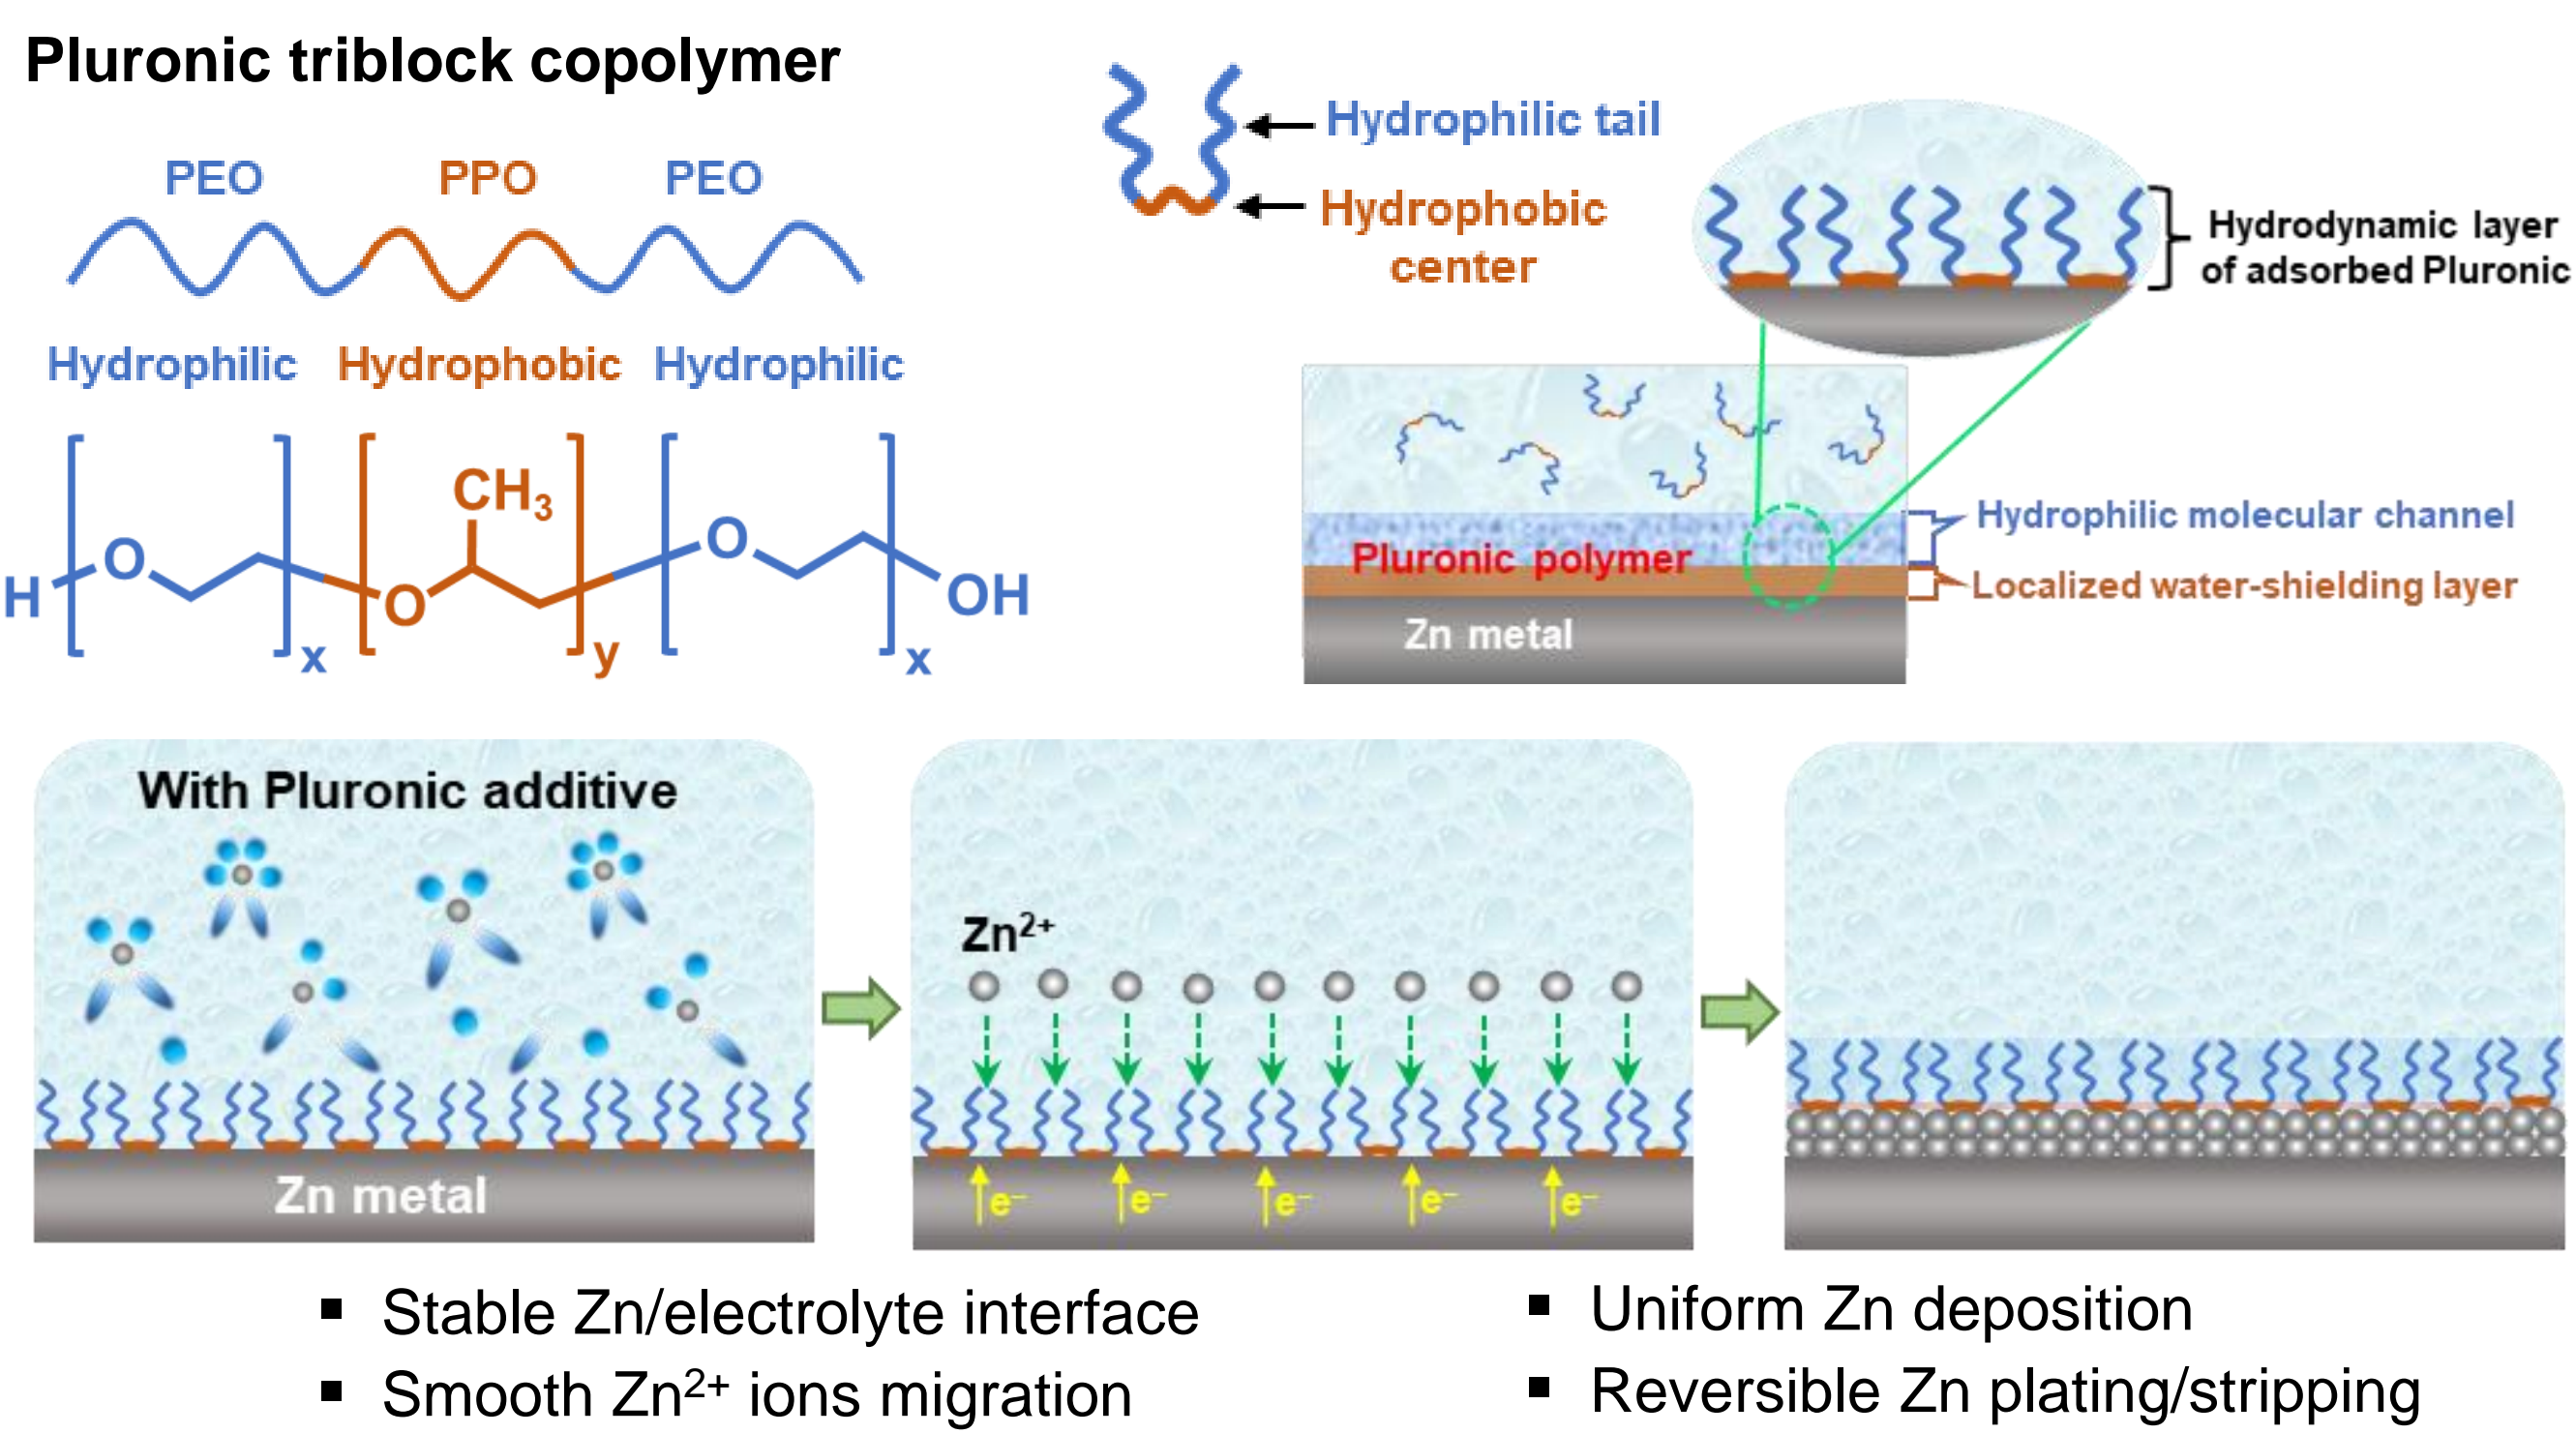 Pluronic triblock copolymer
PEO PPO PEO
Hydrophilic Hydrophobic Hydrophilic
CH3
H O O O OH
x y x
Hydrophilic tail
Hydrophobic
center
Hydrodynamic layer
of adsorbed Pluronic
Hydrophilic molecular channel
Pluronic polymer
Localized water-shielding layer
Zn metal
With Pluronic additive
Zn metal
Zn²⁺
e⁻ e⁻ e⁻ e⁻ e⁻
▪ Stable Zn/electrolyte interface
▪ Smooth Zn²⁺ ions migration
▪ Uniform Zn deposition
▪ Reversible Zn plating/stripping